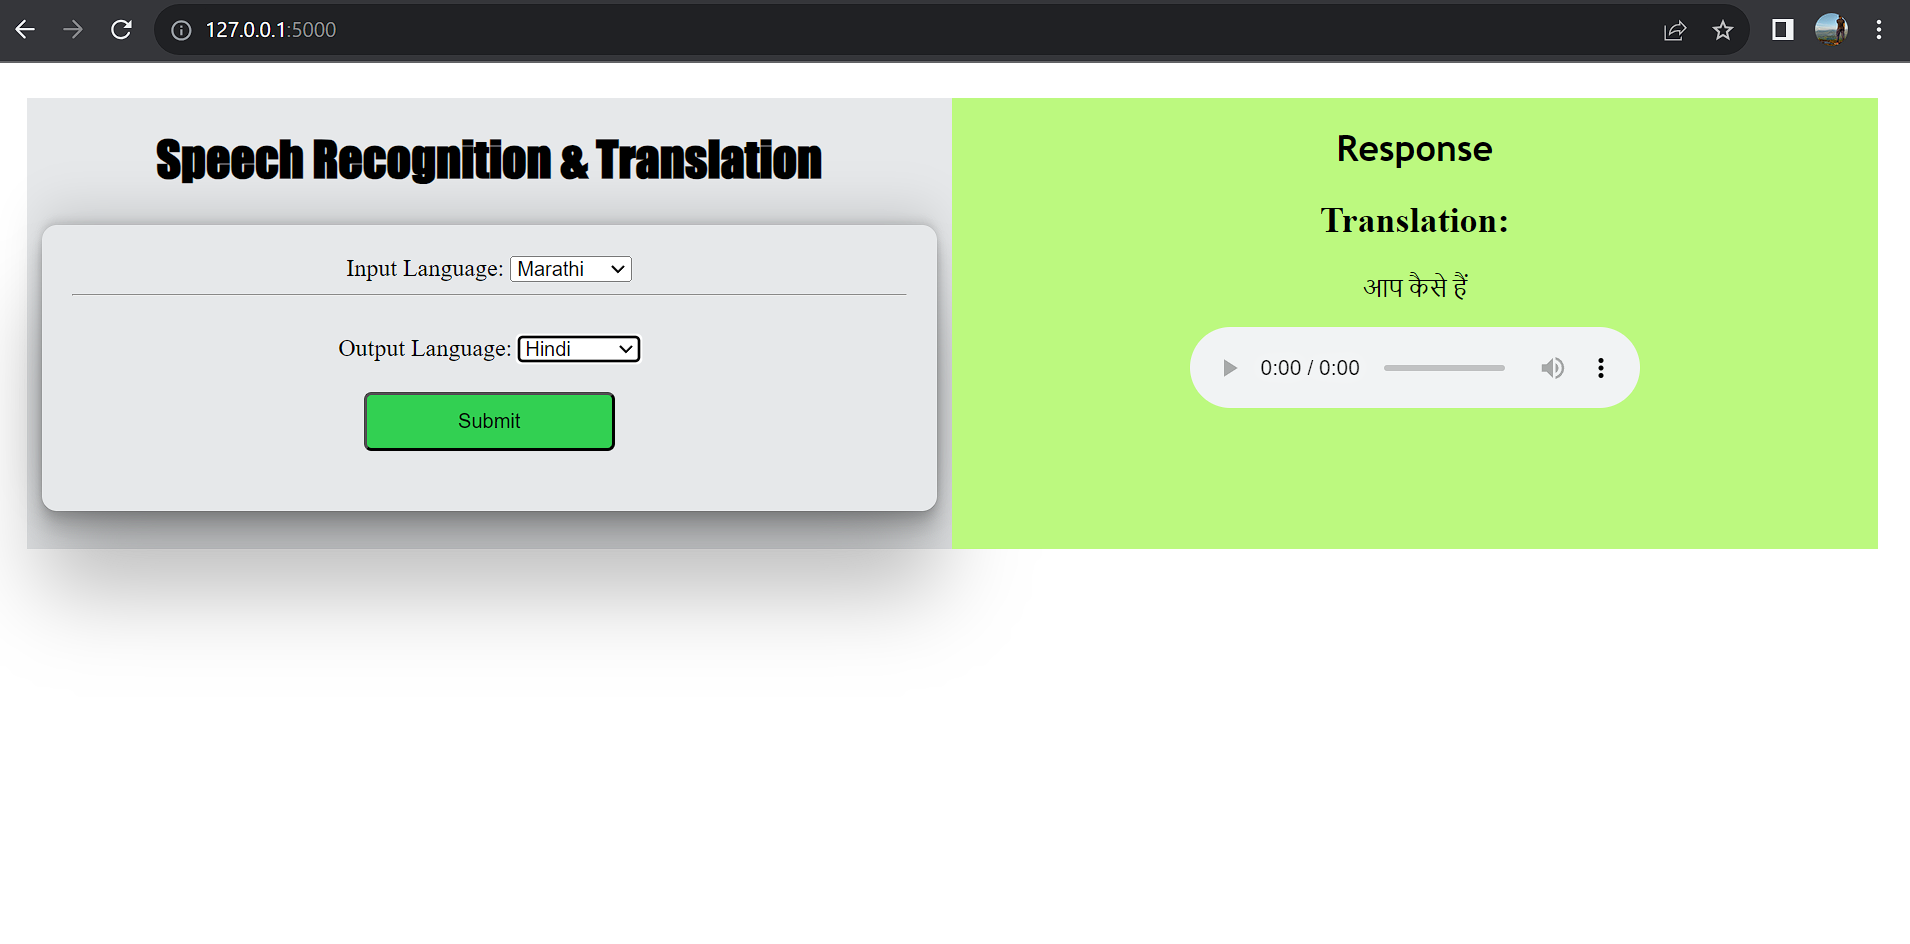 127.0.0.1:5000
Speech Recognition & Translation
Input Language: Marathi
Output Language: Hindi
Submit
Response
Translation:
आप कैसे हैं
0:00 / 0:00